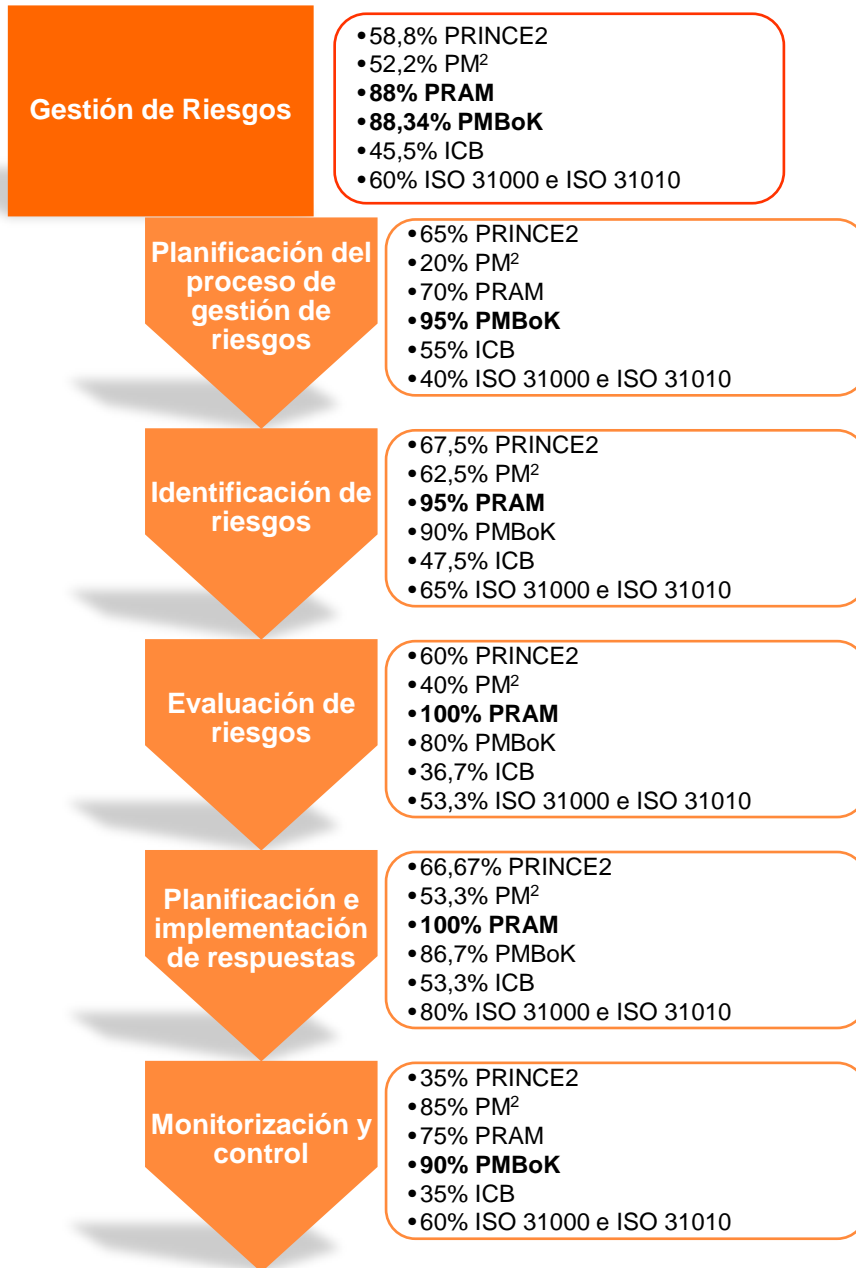 Gestión de Riesgos
•58,8% PRINCE2
•52,2% PM²
•88% PRAM
•88,34% PMBoK
•45,5% ICB
•60% ISO 31000 e ISO 31010
Planificación del
proceso de
gestión de
riesgos
•65% PRINCE2
•20% PM²
•70% PRAM
•95% PMBoK
•55% ICB
•40% ISO 31000 e ISO 31010
Identificación de
riesgos
•67,5% PRINCE2
•62,5% PM²
•95% PRAM
•90% PMBoK
•47,5% ICB
•65% ISO 31000 e ISO 31010
Evaluación de
riesgos
•60% PRINCE2
•40% PM²
•100% PRAM
•80% PMBoK
•36,7% ICB
•53,3% ISO 31000 e ISO 31010
Planificación e
implementación
de respuestas
•66,67% PRINCE2
•53,3% PM²
•100% PRAM
•86,7% PMBoK
•53,3% ICB
•80% ISO 31000 e ISO 31010
Monitorización y
control
•35% PRINCE2
•85% PM²
•75% PRAM
•90% PMBoK
•35% ICB
•60% ISO 31000 e ISO 31010